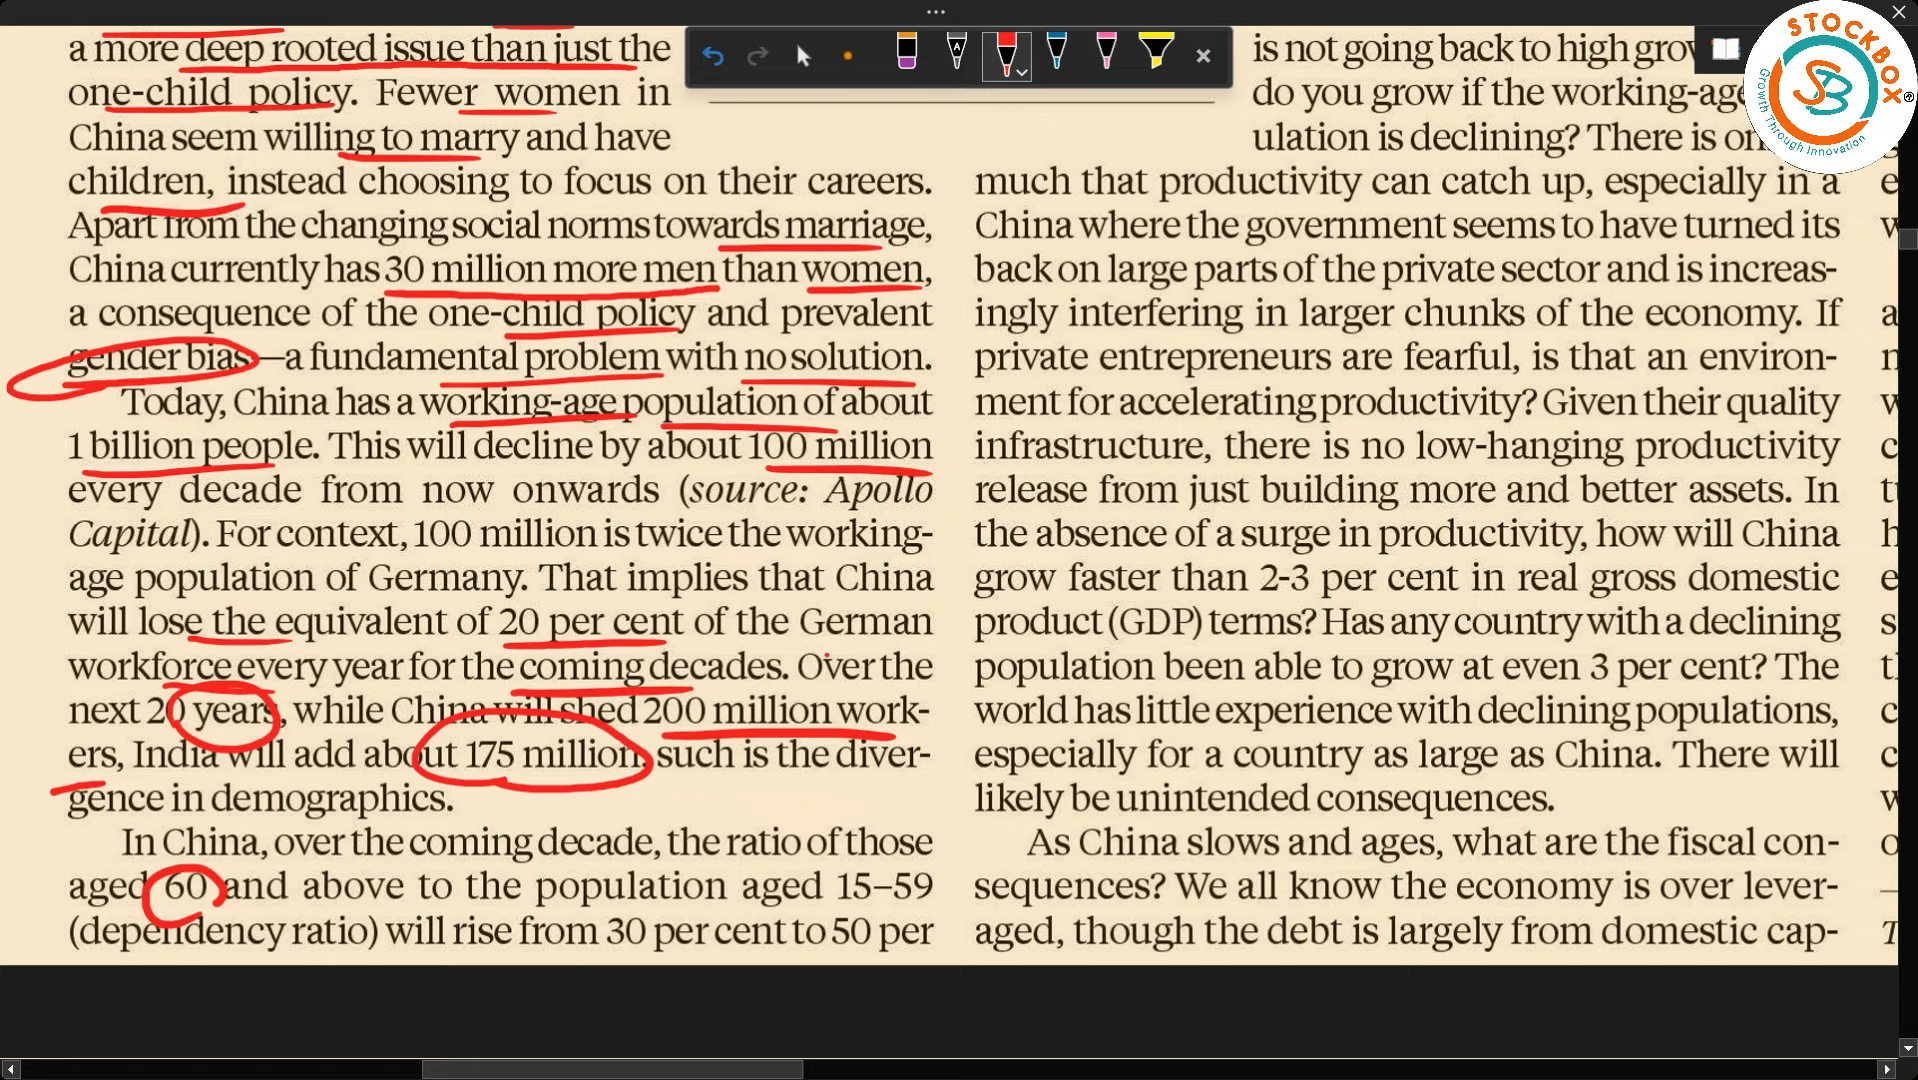 a more deep rooted issue than just the
one-child policy. Fewer women in
China seem willing to marry and have
children, instead choosing to focus on their careers.
Apart from the changing social norms towards marriage,
China currently has 30 million more men than women,
a consequence of the one-child policy and prevalent
gender bias—a fundamental problem with no solution.
Today, China has a working-age population of about
1 billion people. This will decline by about 100 million
every decade from now onwards (source: Apollo
Capital). For context, 100 million is twice the working-
age population of Germany. That implies that China
will lose the equivalent of 20 per cent of the German
workforce every year for the coming decades. Over the
next 20 years, while China will shed 200 million work-
ers, India will add about 175 million, such is the diver-
gence in demographics.
In China, over the coming decade, the ratio of those
aged 60 and above to the population aged 15–59
(dependency ratio) will rise from 30 per cent to 50 per
is not going back to high
do you grow if the working-age
ulation is declining? There is
much that productivity can catch up, especially in a
China where the government seems to have turned its
back on large parts of the private sector and is increas-
ingly interfering in larger chunks of the economy. If
private entrepreneurs are fearful, is that an environ-
ment for accelerating productivity? Given their quality
infrastructure, there is no low-hanging productivity
release from just building more and better assets. In
the absence of a surge in productivity, how will China
grow faster than 2-3 per cent in real gross domestic
product (GDP) terms? Has any country with a declining
population been able to grow at even 3 per cent? The
world has little experience with declining populations,
especially for a country as large as China. There will
likely be unintended consequences.
As China slows and ages, what are the fiscal con-
sequences? We all know the economy is over lever-
aged, though the debt is largely from domestic cap-
STOCKBOX
SB
Growth Through Innovation
®